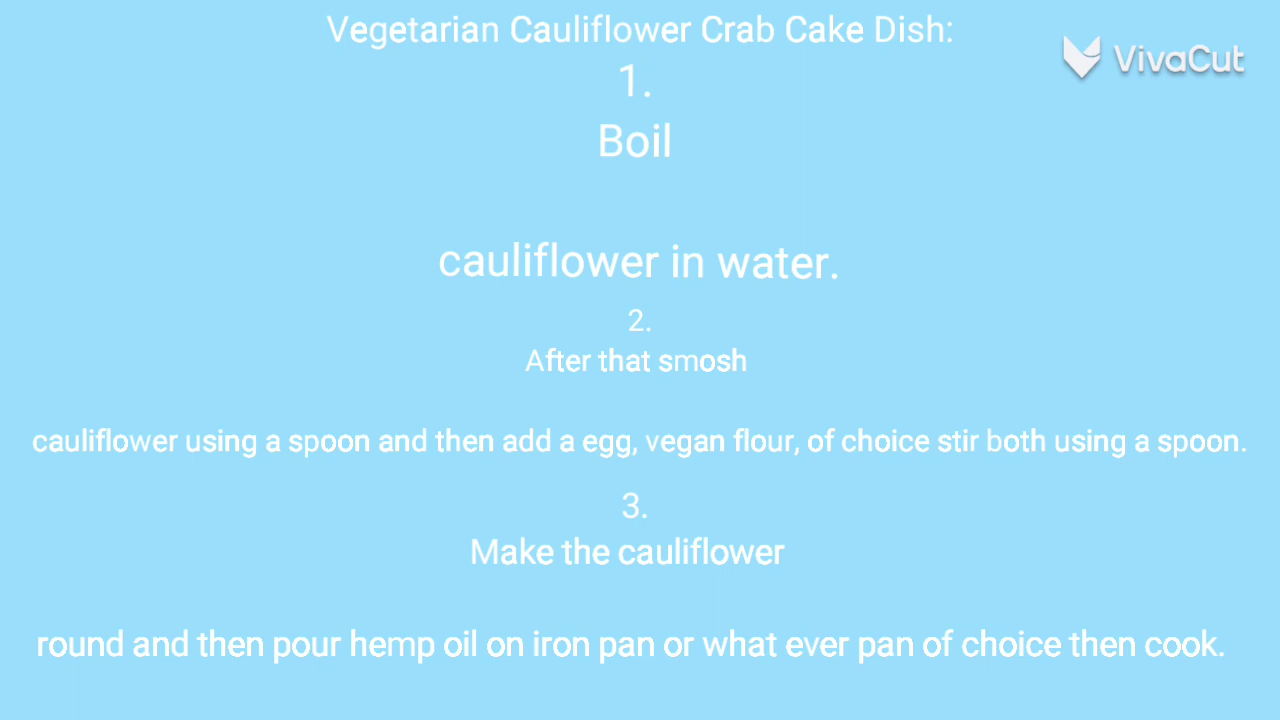 Vegetarian Cauliflower Crab Cake Dish:
VivaCut
1.
Boil
cauliflower in water.
2.
After that smosh
cauliflower using a spoon and then add a egg, vegan flour, of choice stir both using a spoon.
3.
Make the cauliflower
round and then pour hemp oil on iron pan or what ever pan of choice then cook.